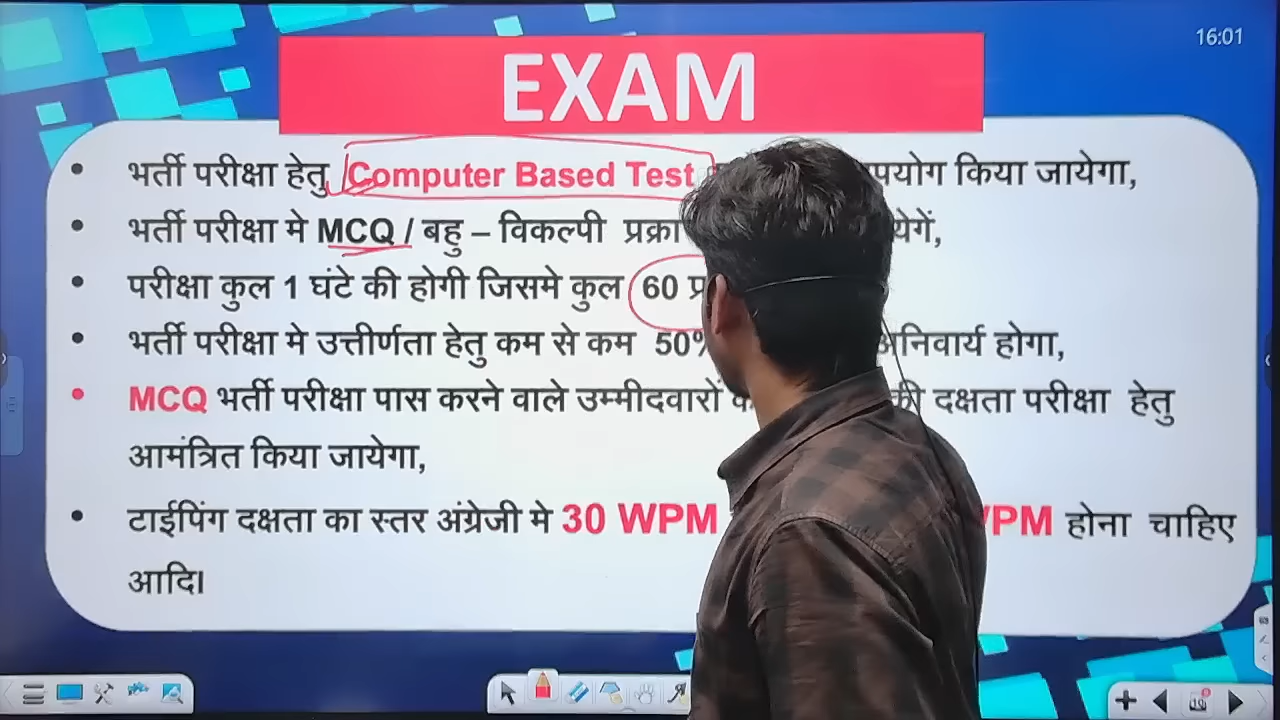 16:01
EXAM
• भर्ती परीक्षा हेतु Computer Based Test किया जायेगा,
• भर्ती परीक्षा मे MCQ / बहु – विकल्पी
• परीक्षा कुल 1 घंटे की होगी जिसमे कुल 60
• भर्ती परीक्षा मे उत्तीर्णता हेतु कम से कम 50% अनिवार्य होगा,
• MCQ भर्ती परीक्षा पास करने वाले उम्मीदवारों की दक्षता परीक्षा हेतु
आमंत्रित किया जायेगा,
• टाईपिंग दक्षता का स्तर अंग्रेजी मे 30 WPM WPM होना चाहिए
आदि।